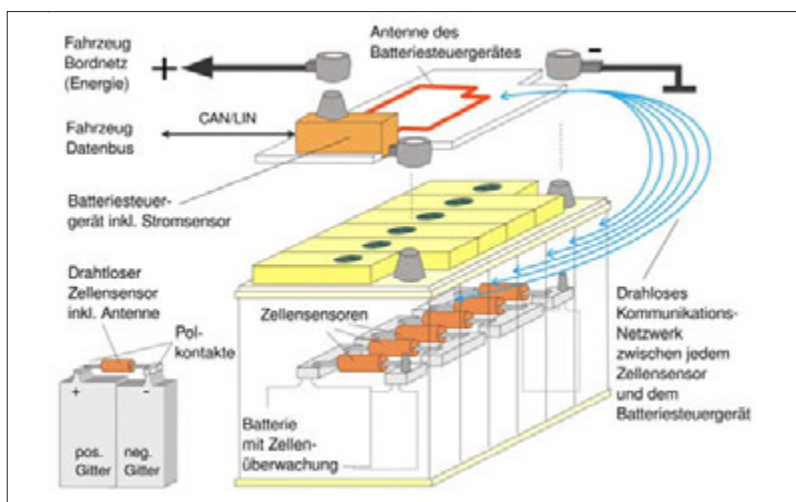 Fahrzeug
Bordnetz
(Energie)
+
Antenne des
Batteriesteuergerätes
-
CAN/LIN
Fahrzeug
Datenbus
Batteriesteuer-
gerät inkl. Stromsensor
Drahtloser
Zellensensor
inkl. Antenne
Pol-
kontakte
Zellensensoren
Drahloses
Kommunikations-
Netzwerk
zwischen jedem
Zellensensor
und dem
Batteriesteuergerät
+
-
pos.
Gitter
neg.
Gitter
Batterie
mit Zellen-
überwachung